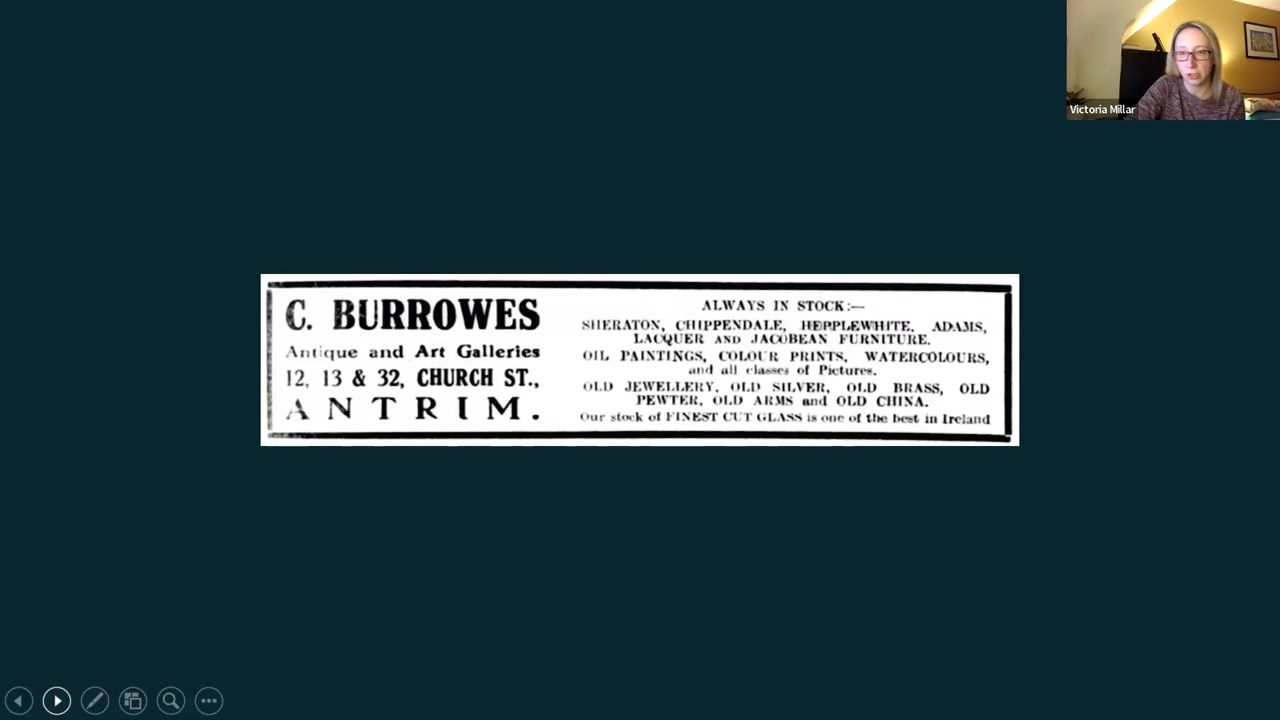 Victoria Millar
C. BURROWES
Antique and Art Galleries
12, 13 & 32, CHURCH ST.,
ANTRIM.
ALWAYS IN STOCK:—
SHERATON, CHIPPENDALE, HEPPLEWHITE, ADAMS,
LACQUER AND JACOBEAN FURNITURE.
OIL PAINTINGS, COLOUR PRINTS, WATERCOLOURS,
and all classes of Pictures.
OLD JEWELLERY, OLD SILVER, OLD BRASS, OLD
PEWTER, OLD ARMS and OLD CHINA.
Our stock of FINEST CUT GLASS is one of the best in Ireland